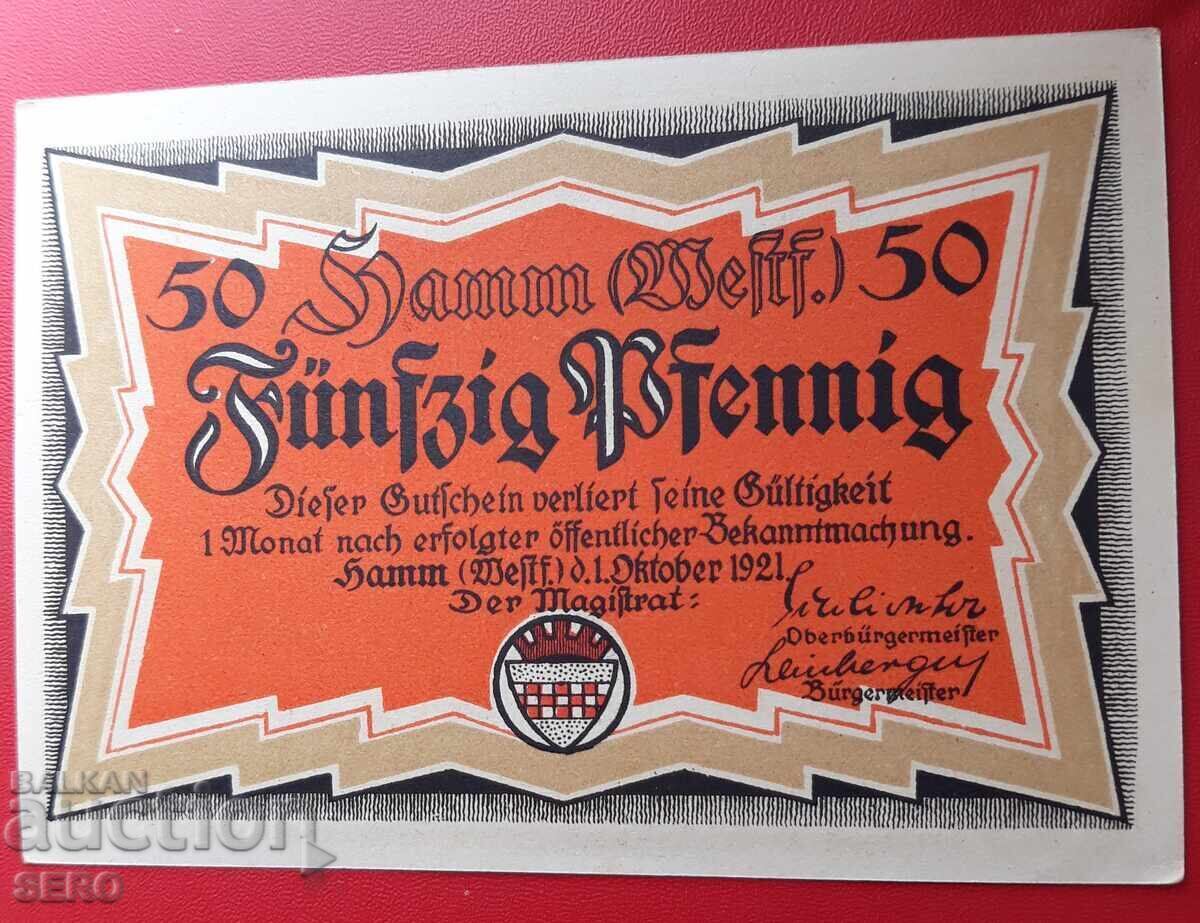 50 Hamm (Westf.) 50
Fünfzig Pfennig
Dieser Gutschein verliert seine Gültigkeit
1 Monat nach erfolgter öffentlicher Bekanntmachung.
Hamm (Westf.) d. 1. Oktober 1921.
Der Magistrat:
Oberbürgermeister
Bürgermeister
BALKAN
auction
SERO